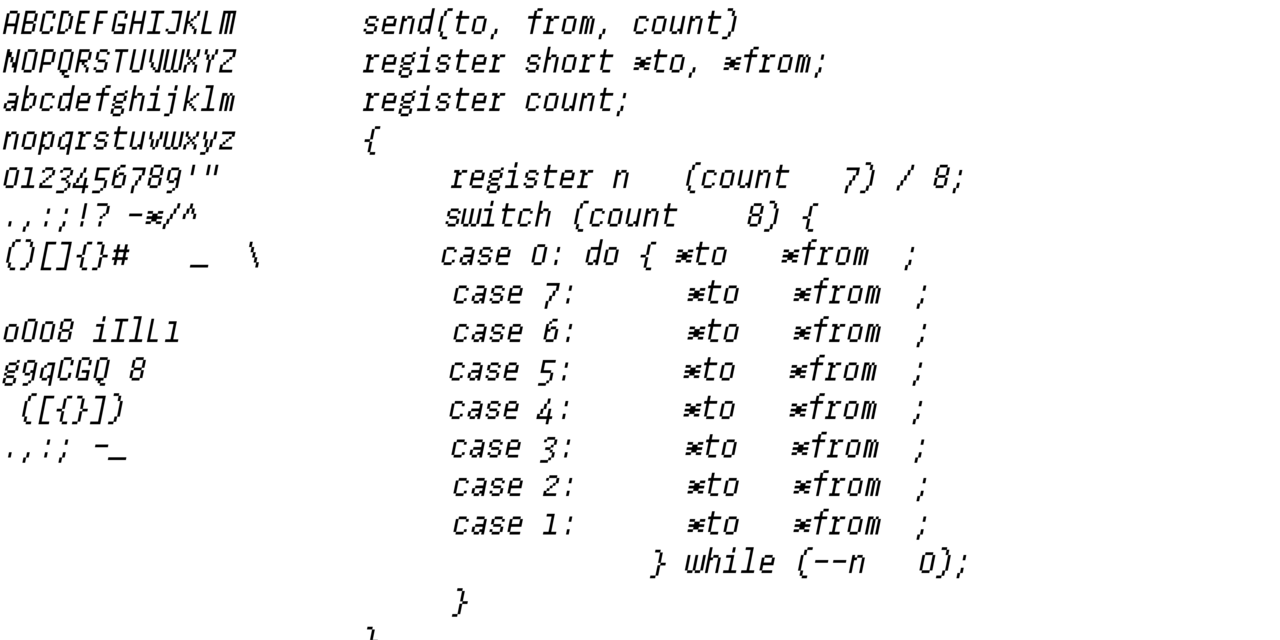 ABCDEFGHIJKLM
NOPQRSTUVWXYZ
abcdefghijklm
nopqrstuvwxyz
0123456789'"
.,:;!? -*/^
()[]{}# _ \
oO08 iIlL1
g9qCGQ 8
([{}])
.,:; -_
send(to, from, count)
register short *to, *from;
register count;
{
register n (count 7) / 8;
switch (count 8) {
case 0: do { *to *from ;
case 7: *to *from ;
case 6: *to *from ;
case 5: *to *from ;
case 4: *to *from ;
case 3: *to *from ;
case 2: *to *from ;
case 1: *to *from ;
} while (--n 0);
}
}